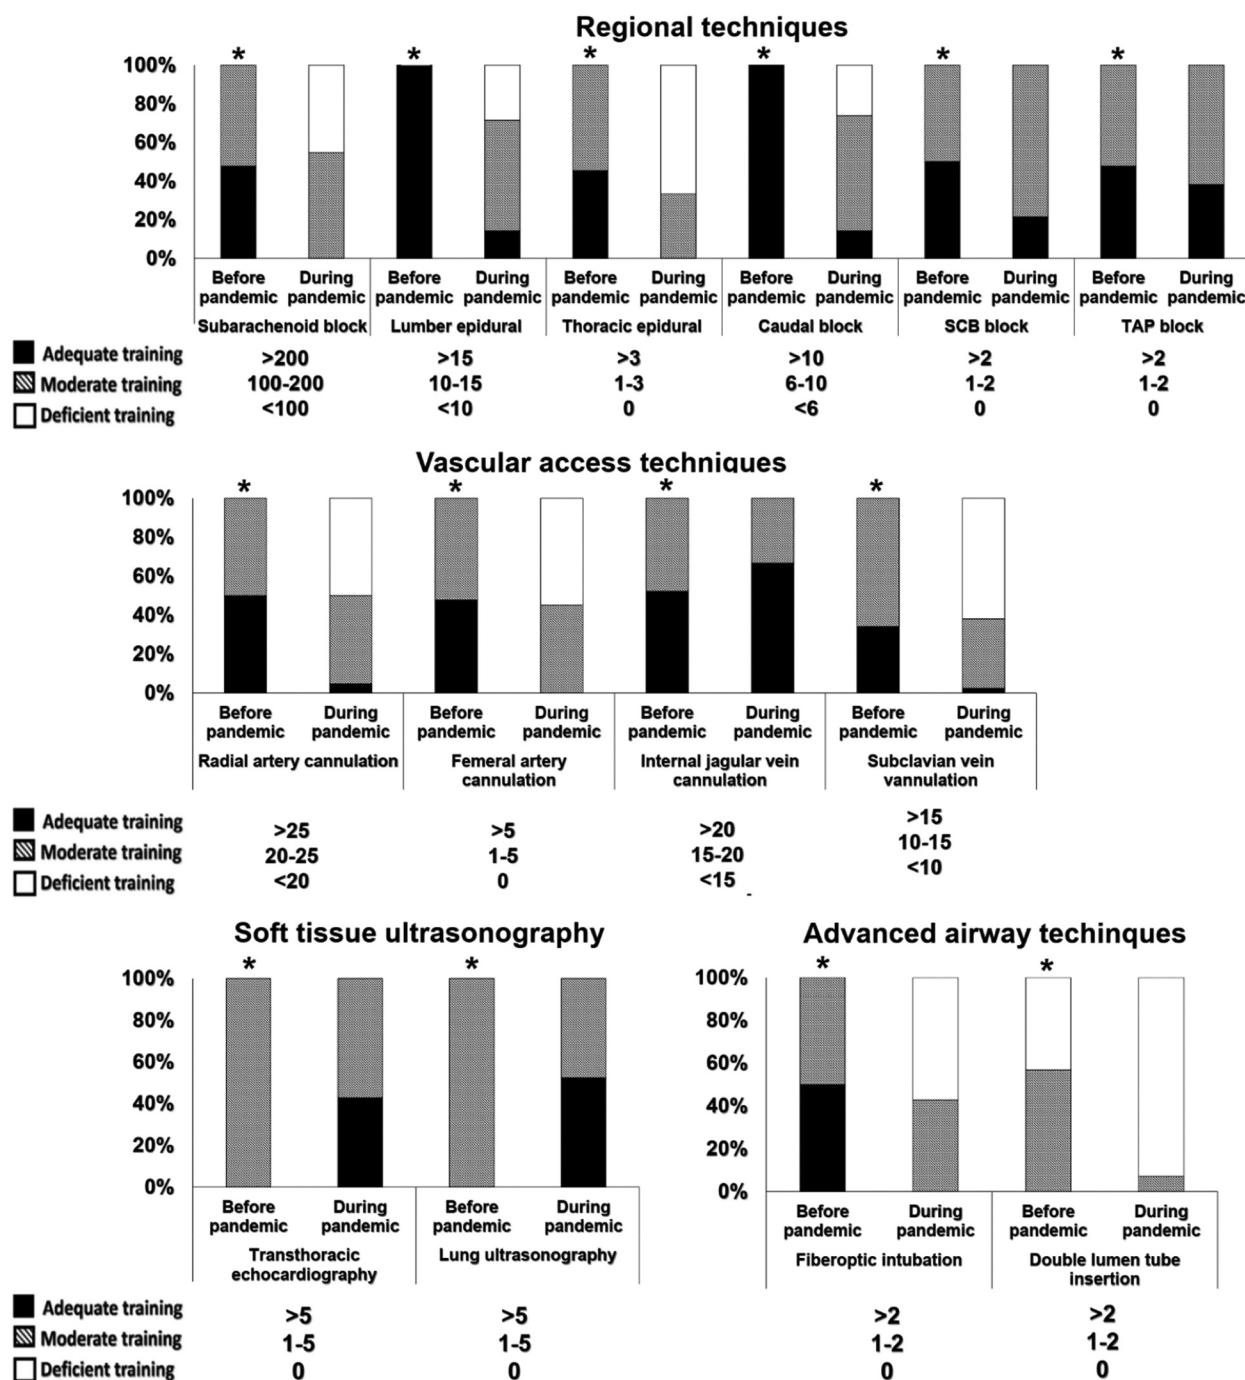 Regional techniques
* * * * * *
100%
80%
60%
40%
20%
0%
Before During Before During Before During Before During Before During Before During
pandemic pandemic pandemic pandemic pandemic pandemic pandemic pandemic pandemic pandemic pandemic pandemic
Subarachenoid block Lumber epidural Thoracic epidural Caudal block SCB block TAP block
Adequate training >200 >15 >3 >10 >2 >2
Moderate training 100-200 10-15 1-3 6-10 1-2 1-2
Deficient training <100 <10 0 <6 0 0
Vascular access techniques
* * * *
100%
80%
60%
40%
20%
0%
Before During Before During Before During Before During
pandemic pandemic pandemic pandemic pandemic pandemic pandemic pandemic
Radial artery cannulation Femeral artery Internal jagular vein Subclavian vein
cannulation cannulation vannulation
Adequate training >25 >5 >20 >15
Moderate training 20-25 1-5 15-20 10-15
Deficient training <20 0 <15 <10
Soft tissue ultrasonography Advanced airway techinques
* * * *
100% 100%
80% 80%
60% 60%
40% 40%
20% 20%
0% 0%
Before During Before During Before During Before During
pandemic pandemic pandemic pandemic pandemic pandemic pandemic pandemic
Transthoracic Lung ultrasonography Fiberoptic intubation Double lumen tube
echocardiography insertion
Adequate training >5 >5 >2 >2
Moderate training 1-5 1-5 1-2 1-2
Deficient training 0 0 0 0